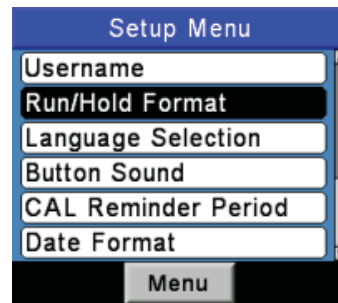 Setup Menu
Username
Run/Hold Format
Language Selection
Button Sound
CAL Reminder Period
Date Format
Menu